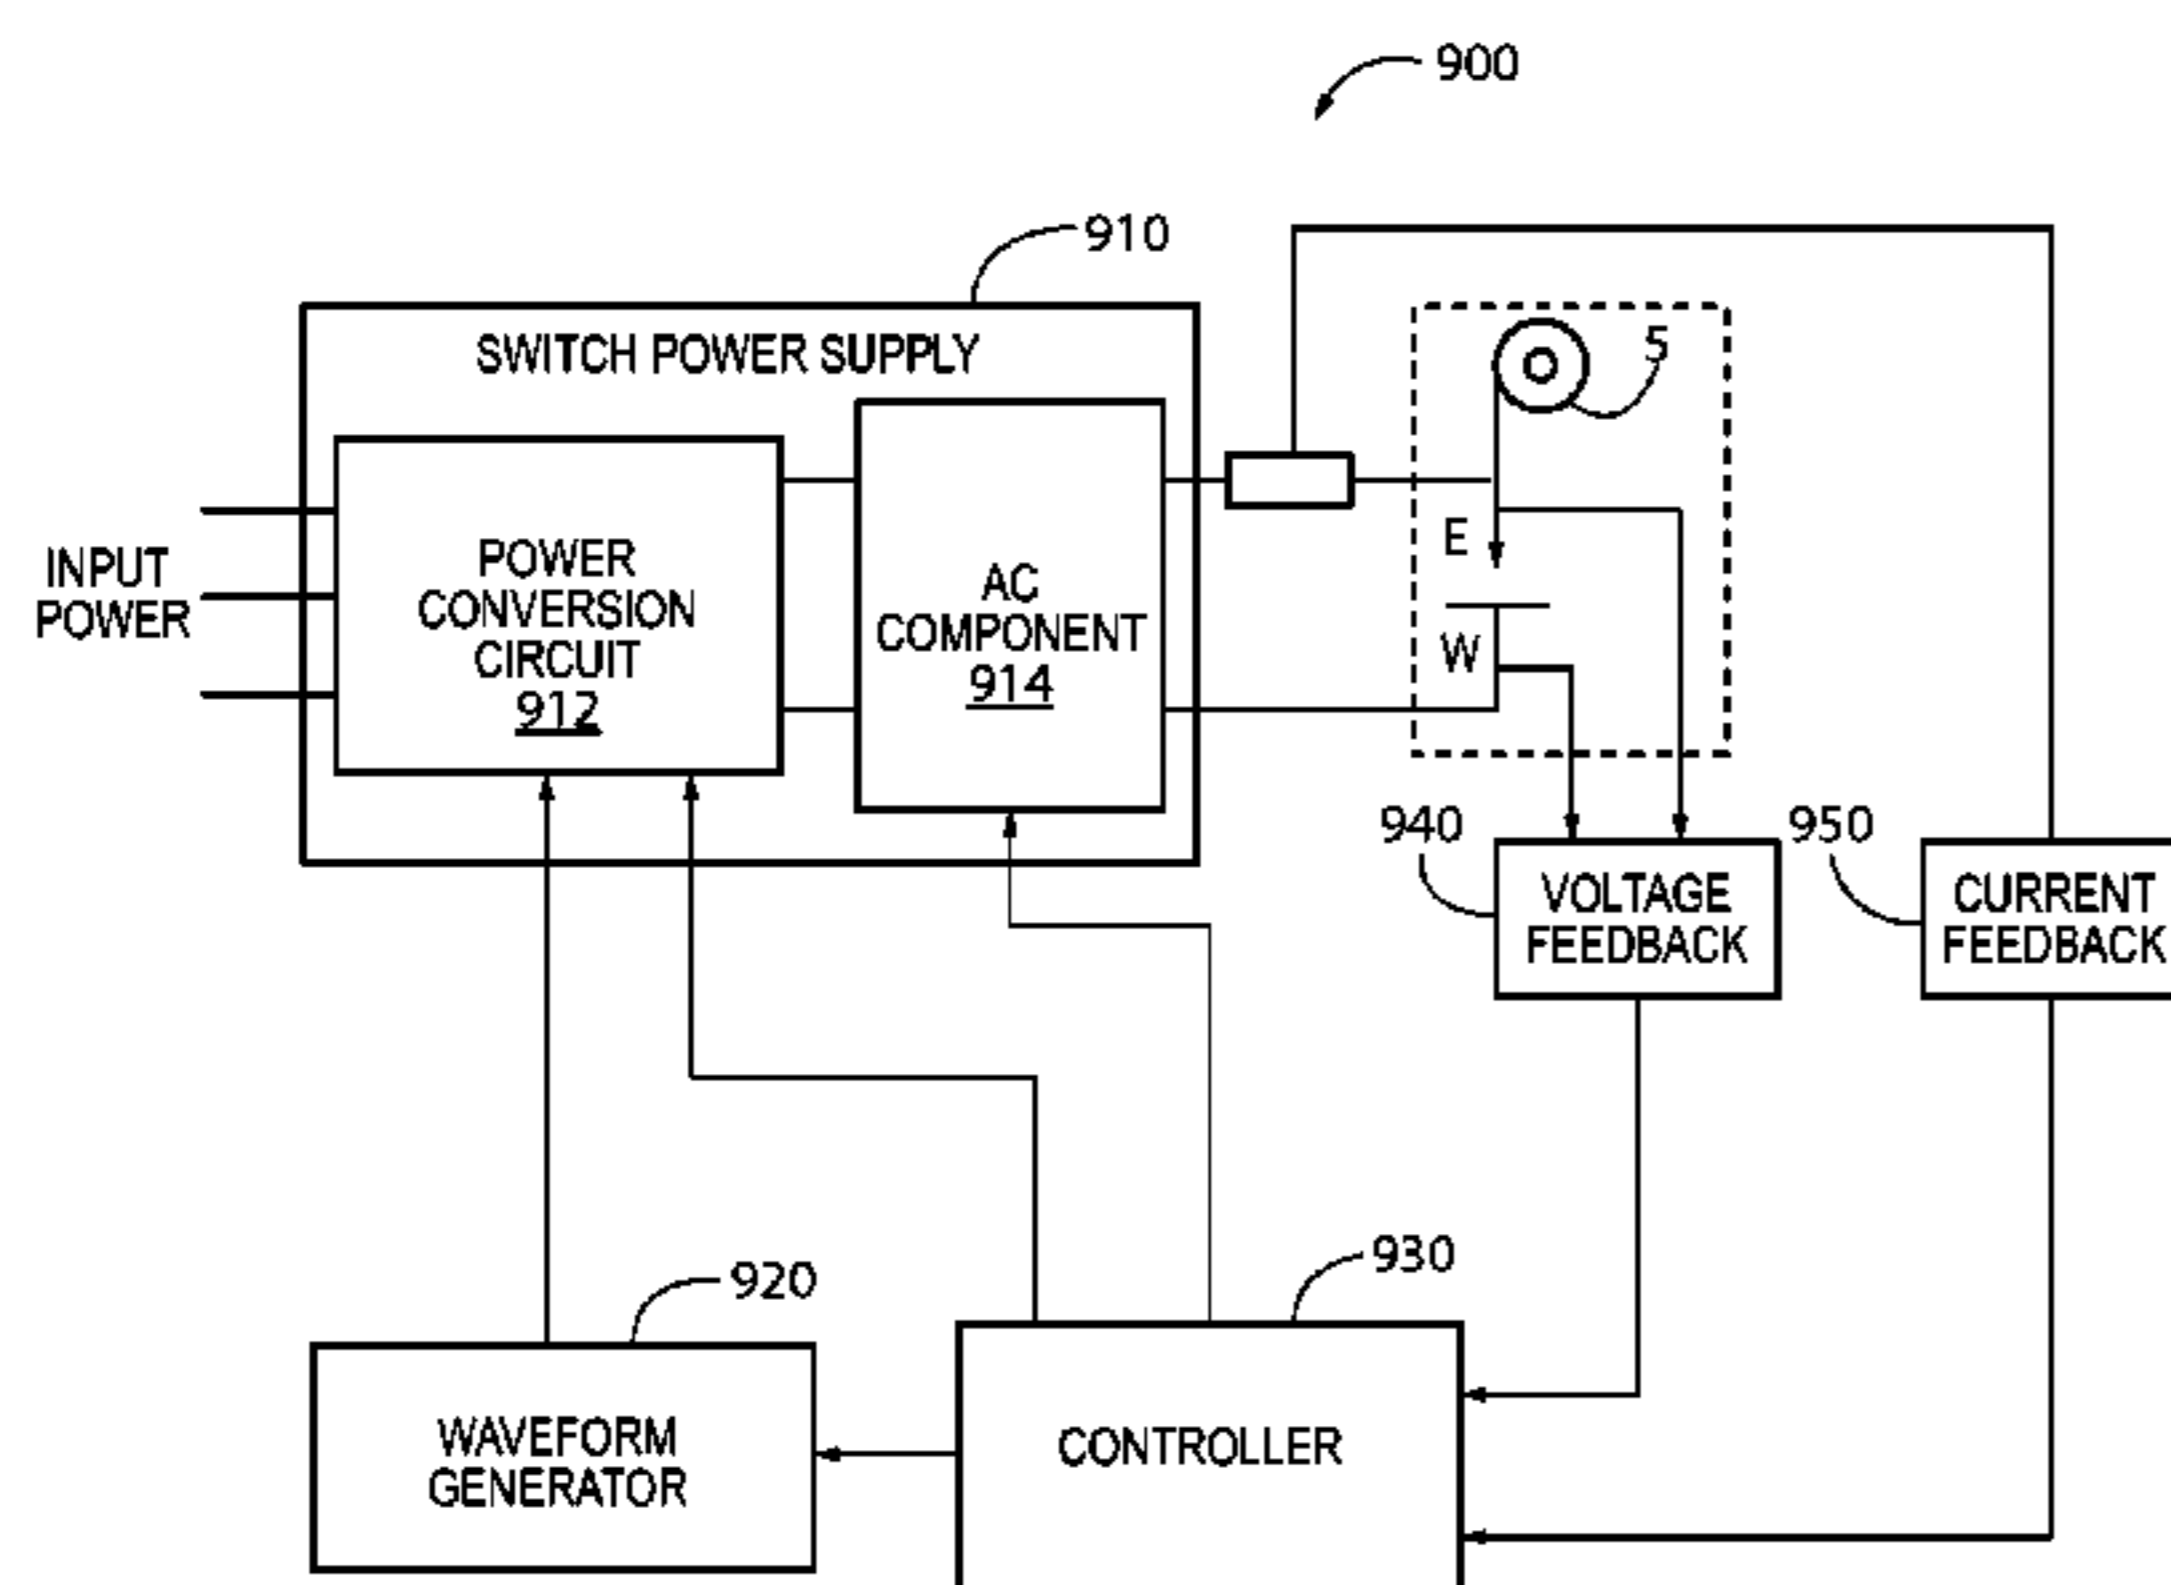 900
910
SWITCH POWER SUPPLY
5
INPUT
POWER
POWER
CONVERSION
CIRCUIT
912
AC
COMPONENT
914
E
W
940
950
VOLTAGE
FEEDBACK
CURRENT
FEEDBACK
920
930
WAVEFORM
GENERATOR
CONTROLLER